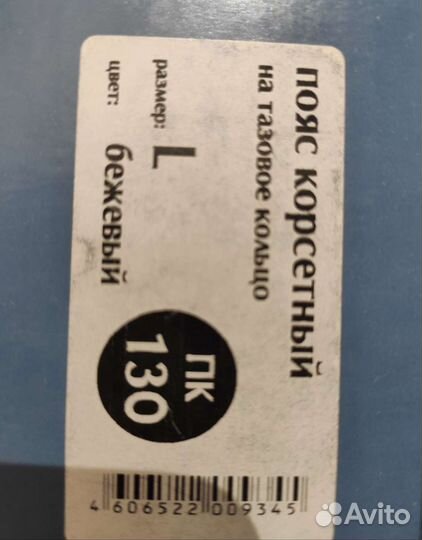 пояс корсетный
на тазовое кольцо
размер: L
цвет: бежевый
ПК
130
4 606522 009345
Avito